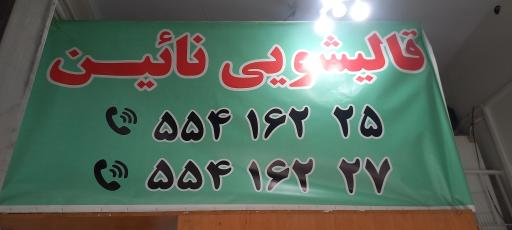 قالیشویی نائین
۵۵۴ ۱۶۲ ۲۵
۵۵۴ ۱۶۲ ۲۷